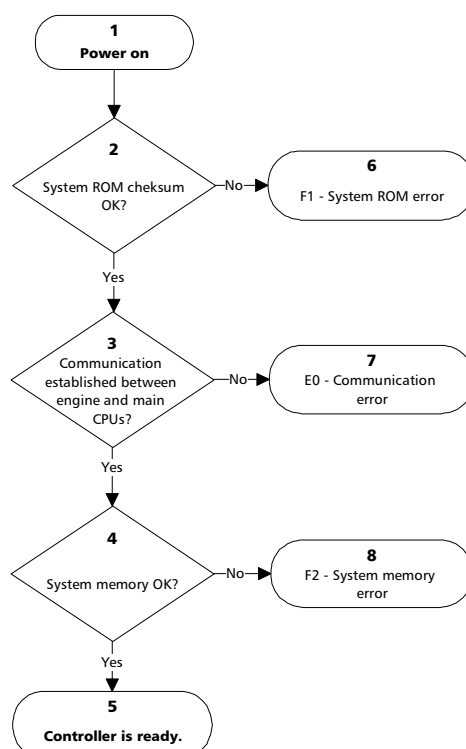 1
Power on
2
System ROM cheksum
OK?
No
6
F1 - System ROM error
Yes
3
Communication
established between
engine and main
CPUs?
No
7
E0 - Communication
error
Yes
4
System memory OK?
No
8
F2 - System memory
error
Yes
5
Controller is ready.